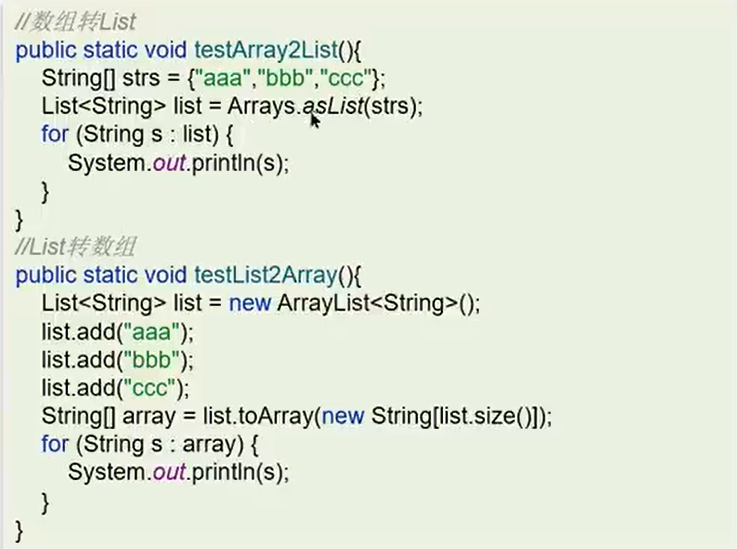 //数组转List
public static void testArray2List(){
String[] strs = {"aaa","bbb","ccc"};
List<String> list = Arrays.asList(strs);
for (String s : list) {
System.out.println(s);
}
}
//List转数组
public static void testList2Array(){
List<String> list = new ArrayList<String>();
list.add("aaa");
list.add("bbb");
list.add("ccc");
String[] array = list.toArray(new String[list.size()]);
for (String s : array) {
System.out.println(s);
}
}